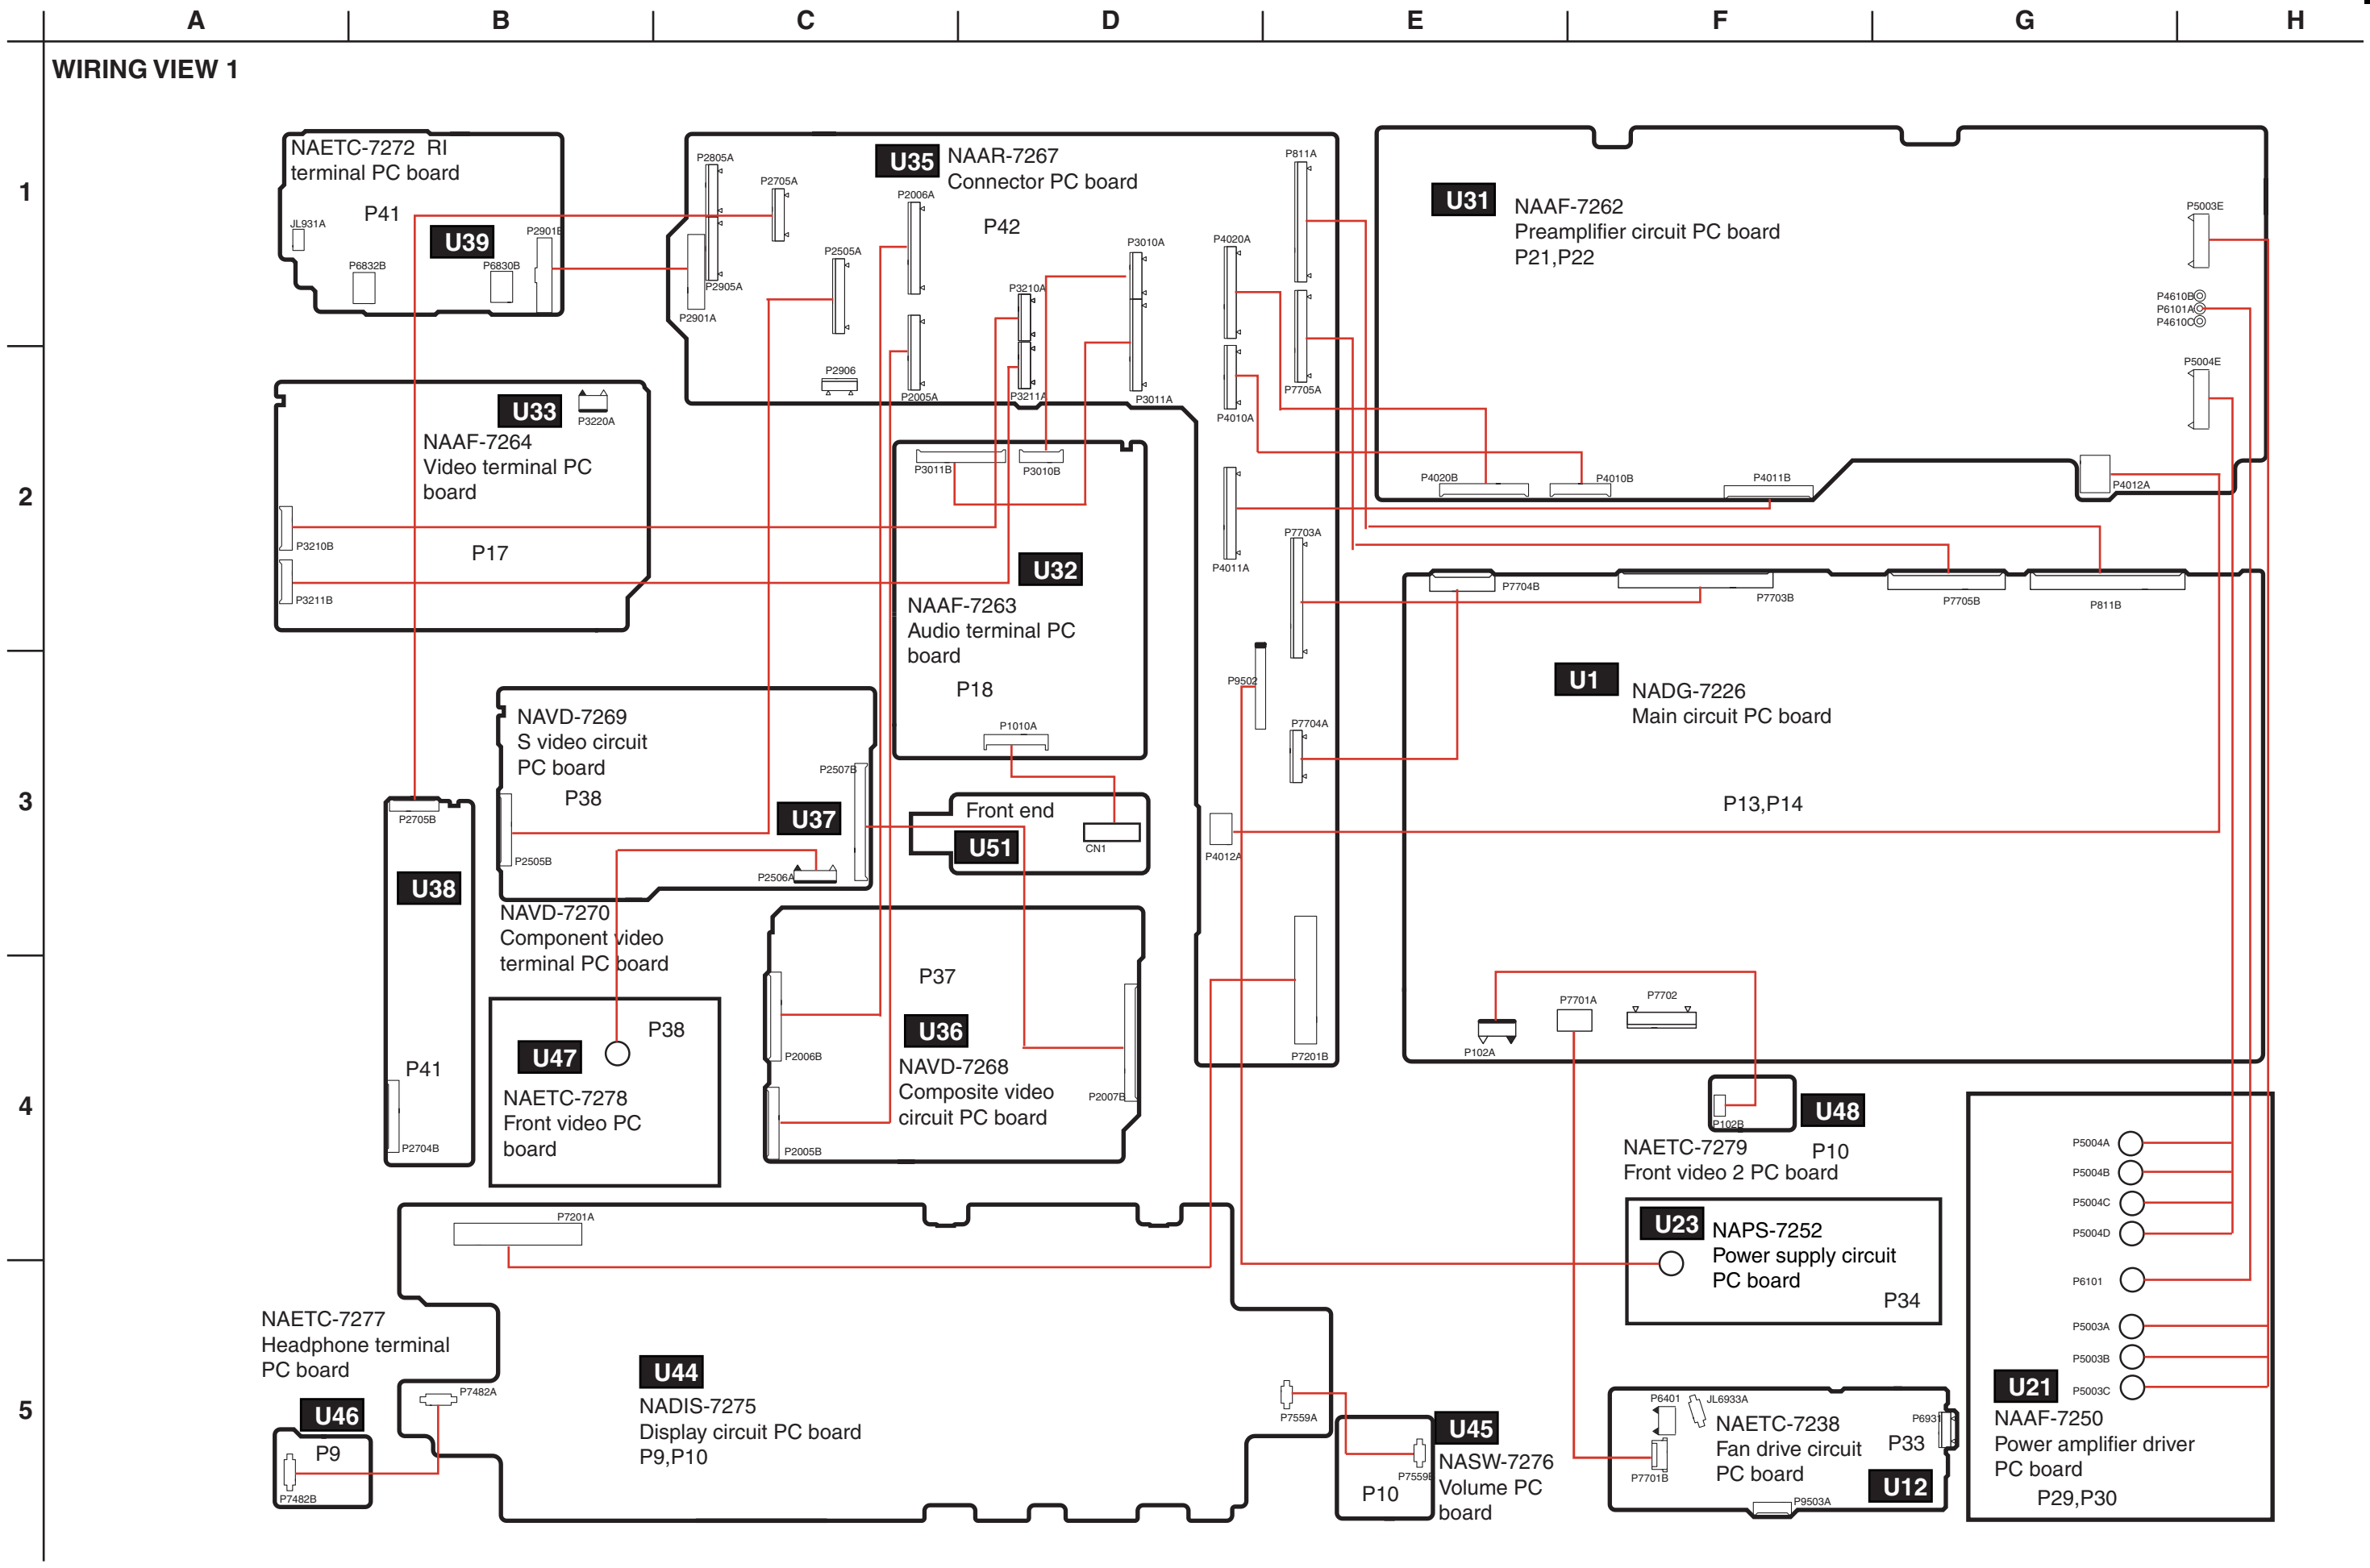 A B C D E F G H
WIRING VIEW 1
1
2
3
4
5
NAETC-7272 RI
terminal PC board
P41
JL931A
U39
P2901B
P6832B
P6830B
P2805A
P2705A
U35
NAAR-7267
Connector PC board
P42
P2006A
P2505A
P2905A
P2901A
P2906
P2005A
P3210A
P3211A
P3010A
P3011A
P4020A
P4010A
P811A
P7705A
P4011A
P7703A
P9502
P7704A
P4012A
P7201B
U31
NAAF-7262
Preamplifier circuit PC board
P21,P22
P5003E
P4610B
P6101A
P4610C
P5004E
P4020B
P4010B
P4011B
P4012A
U33
P3220A
NAAF-7264
Video terminal PC
board
P17
P3210B
P3211B
P3011B
P3010B
U32
NAAF-7263
Audio terminal PC
board
P18
P1010A
P7704B
P7703B
P7705B
P811B
U1
NADG-7226
Main circuit PC board
P13,P14
P7701A
P7702
P102A
NAVD-7269
S video circuit
PC board
P38
P2507B
U37
P2505B
P2506A
NAVD-7270
Component video
terminal PC board
Front end
U51
CN1
P2705B
U38
P41
P2704B
P38
U47
NAETC-7278
Front video PC
board
P37
U36
P2006B
NAVD-7268
Composite video
circuit PC board
P2007B
P2005B
P102B
U48
NAETC-7279
P10
Front video 2 PC board
U23
NAPS-7252
Power supply circuit
PC board
P34
P5004A
P5004B
P5004C
P5004D
P6101
P5003A
P5003B
P5003C
U21
NAAF-7250
Power amplifier driver
PC board
P29,P30
P7201A
NAETC-7277
Headphone terminal
PC board
U46
P9
P7482B
P7482A
U44
NADIS-7275
Display circuit PC board
P9,P10
P7559A
U45
P7559B
P10
NASW-7276
Volume PC
board
P6401
JL6933A
NAETC-7238
Fan drive circuit
PC board
P6931
P33
P7701B
U12
P9503A